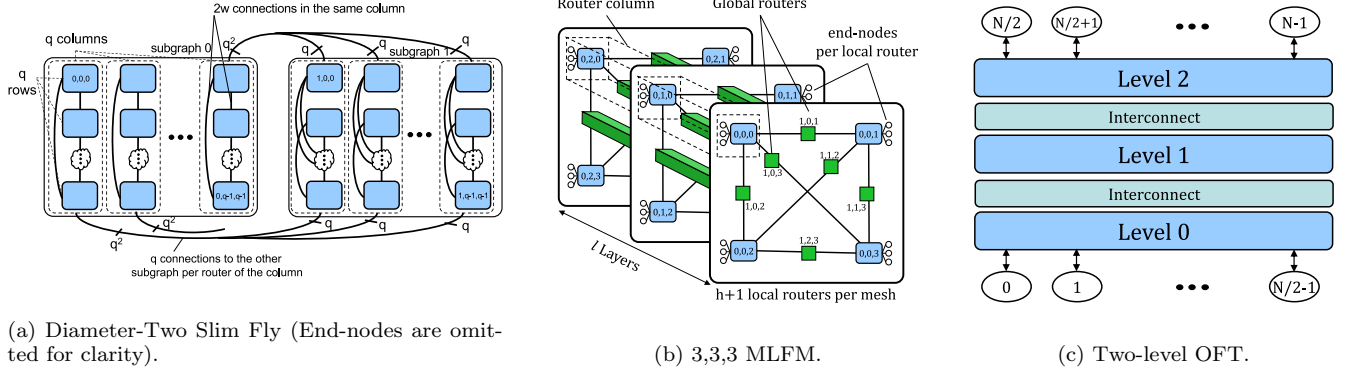 2w connections in the same column
q columns
subgraph 0
q²
q
q
subgraph 1
q
q
rows
0,0,0
1,0,0
0,q-1,q-1
1,q-1,q-1
q²
q²
q
q
q
q connections to the other
subgraph per router of the column
(a) Diameter-Two Slim Fly (End-nodes are omit-
ted for clarity).
Router column
Global routers
end-nodes
per local router
0,2,0
0,2,1
0,1,0
0,1,1
1,0,1
0,0,0
0,0,1
1,1,2
1,0,3
0,2,3
1,0,2
1,1,3
0,1,2
0,0,2
1,2,3
0,0,3
l Layers
h+1 local routers per mesh
(b) 3,3,3 MLFM.
N/2
N/2+1
N-1
Level 2
Interconnect
Level 1
Interconnect
Level 0
0
1
N/2-1
(c) Two-level OFT.